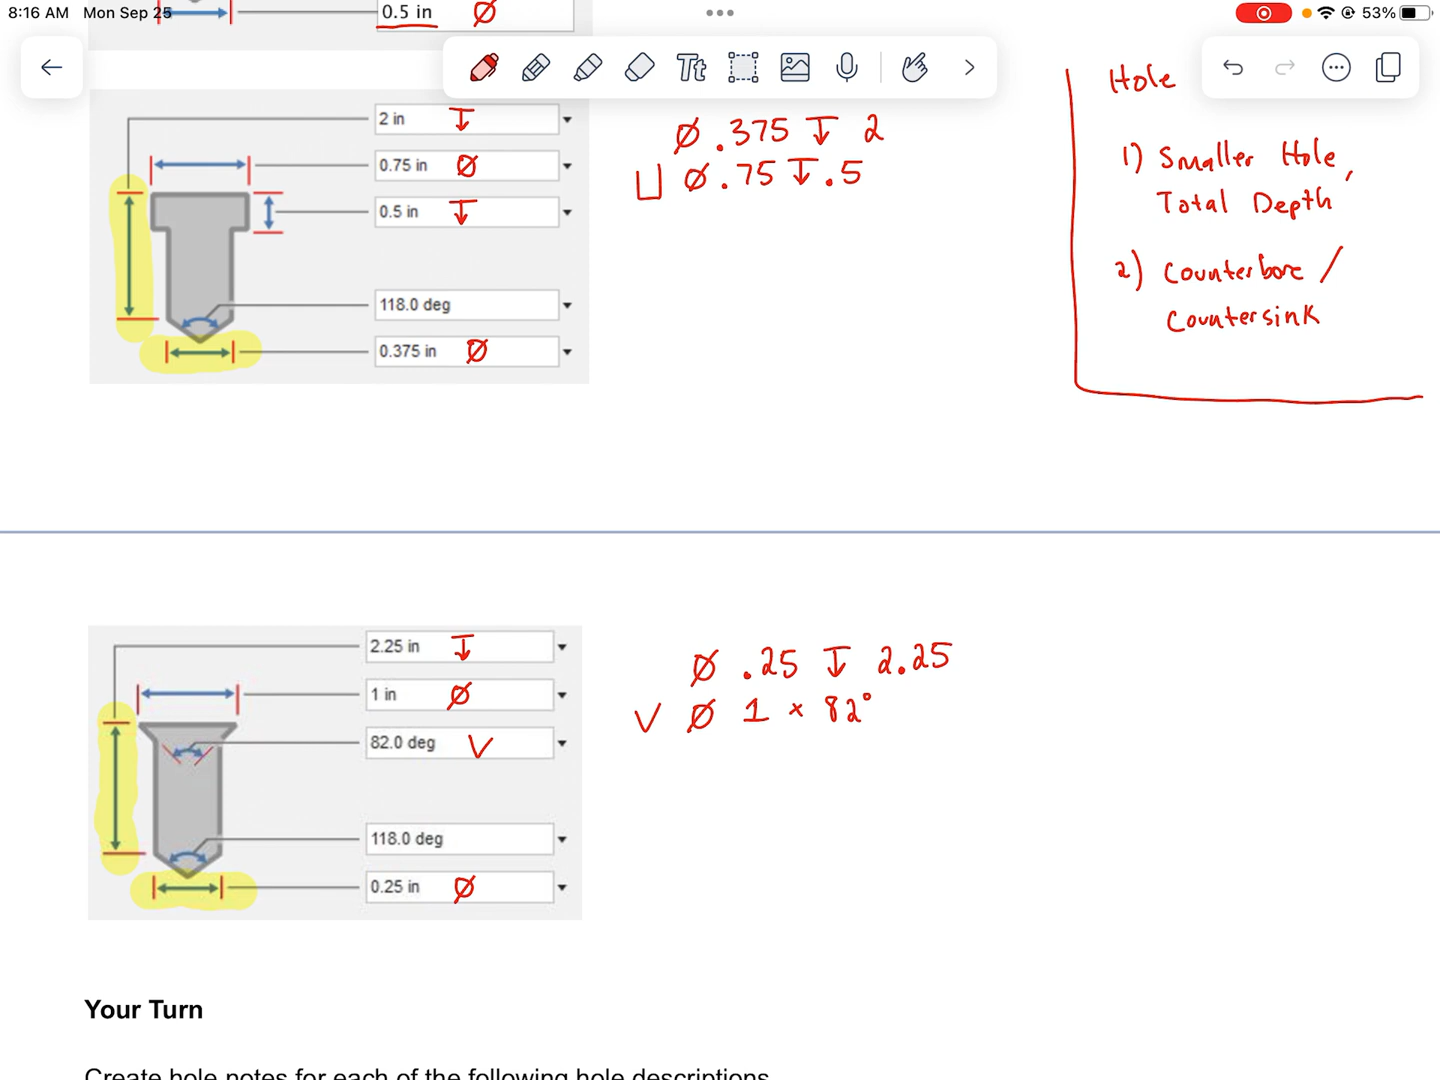 8:16 AM Mon Sep 25
53%
0.5 in Ø
Tt
Hole
2 in ↧
0.75 in Ø
0.5 in ↧
118.0 deg
0.375 in Ø
Ø .375 ↧ 2
⌴ Ø .75 ↧ .5
1) Smaller Hole,
Total Depth
2) Counterbore /
Countersink
2.25 in ↧
1 in Ø
82.0 deg ⌵
118.0 deg
0.25 in Ø
Ø .25 ↧ 2.25
⌵ Ø 1 × 82°
Your Turn
Create hole notes for each of the following hole descriptions